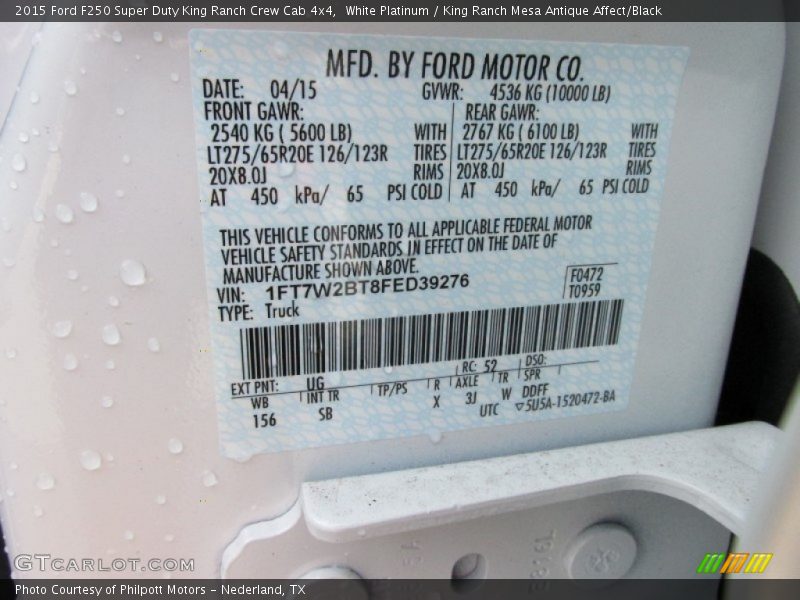 2015 Ford F250 Super Duty King Ranch Crew Cab 4x4,  White Platinum / King Ranch Mesa Antique Affect/Black
MFD. BY FORD MOTOR CO.
DATE: 04/15 GVWR: 4536 KG (10000 LB)
FRONT GAWR: REAR GAWR:
2540 KG ( 5600 LB) WITH 2767 KG ( 6100 LB) WITH
LT275/65R20E 126/123R TIRES LT275/65R20E 126/123R TIRES
20X8.0J RIMS 20X8.0J RIMS
AT 450 kPa/ 65 PSI COLD AT 450 kPa/ 65 PSI COLD
THIS VEHICLE CONFORMS TO ALL APPLICABLE FEDERAL MOTOR
VEHICLE SAFETY STANDARDS IN EFFECT ON THE DATE OF
MANUFACTURE SHOWN ABOVE.
VIN: 1FT7W2BT8FED39276 F0472
TYPE: Truck T0959
EXT PNT: UG RC: 52 DSO:
WB INT TR TP/PS R AXLE TR SPR
156 SB X 3J W DDFF
UTC ▽5U5A-1520472-BA
GTCARLOT.COM
Photo Courtesy of Philpott Motors - Nederland, TX